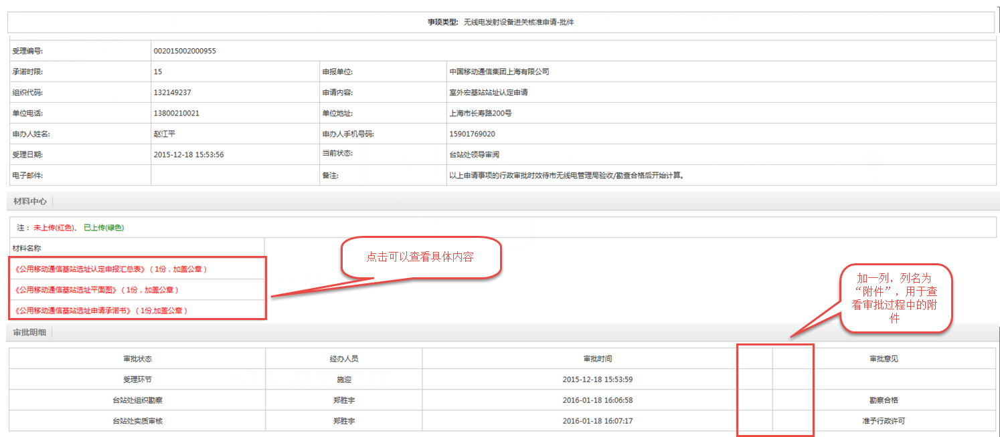 事项类型: 无线电发射设备进关核准申请-批件
受理编号: 002015002000955
承诺时限: 15 申报单位: 中国移动通信集团上海有限公司
组织代码: 132149237 申请内容: 室外宏基站站址认定申请
单位电话: 13800210021 单位地址: 上海市长寿路200号
申办人姓名: 赵江平 申办人手机号码: 15901769020
受理日期: 2015-12-18 15:53:56 当前状态: 台站处领导审阅
电子邮件: 备注: 以上申请事项的行政审批时效待市无线电管理局验收/勘查合格后开始计算。
材料中心
注： 未上传(红色)、 已上传(绿色)
材料名称
《公用移动通信基站选址认定申报汇总表》（1份，加盖公章）
《公用移动通信基站选址平面图》（1份，加盖公章）
《公用移动通信基站选址申请承诺书》（1份,加盖公章）
点击可以查看具体内容
加一列，列名为
“附件”，用于查
看审批过程中的附
件
审批明细
审批状态 经办人员 审批时间 审批意见
受理环节 施迎 2015-12-18 15:53:59
台站处组织勘察 郑胜宇 2016-01-18 16:06:58 勘察合格
台站处实质审核 郑胜宇 2016-01-18 16:07:17 准予行政许可